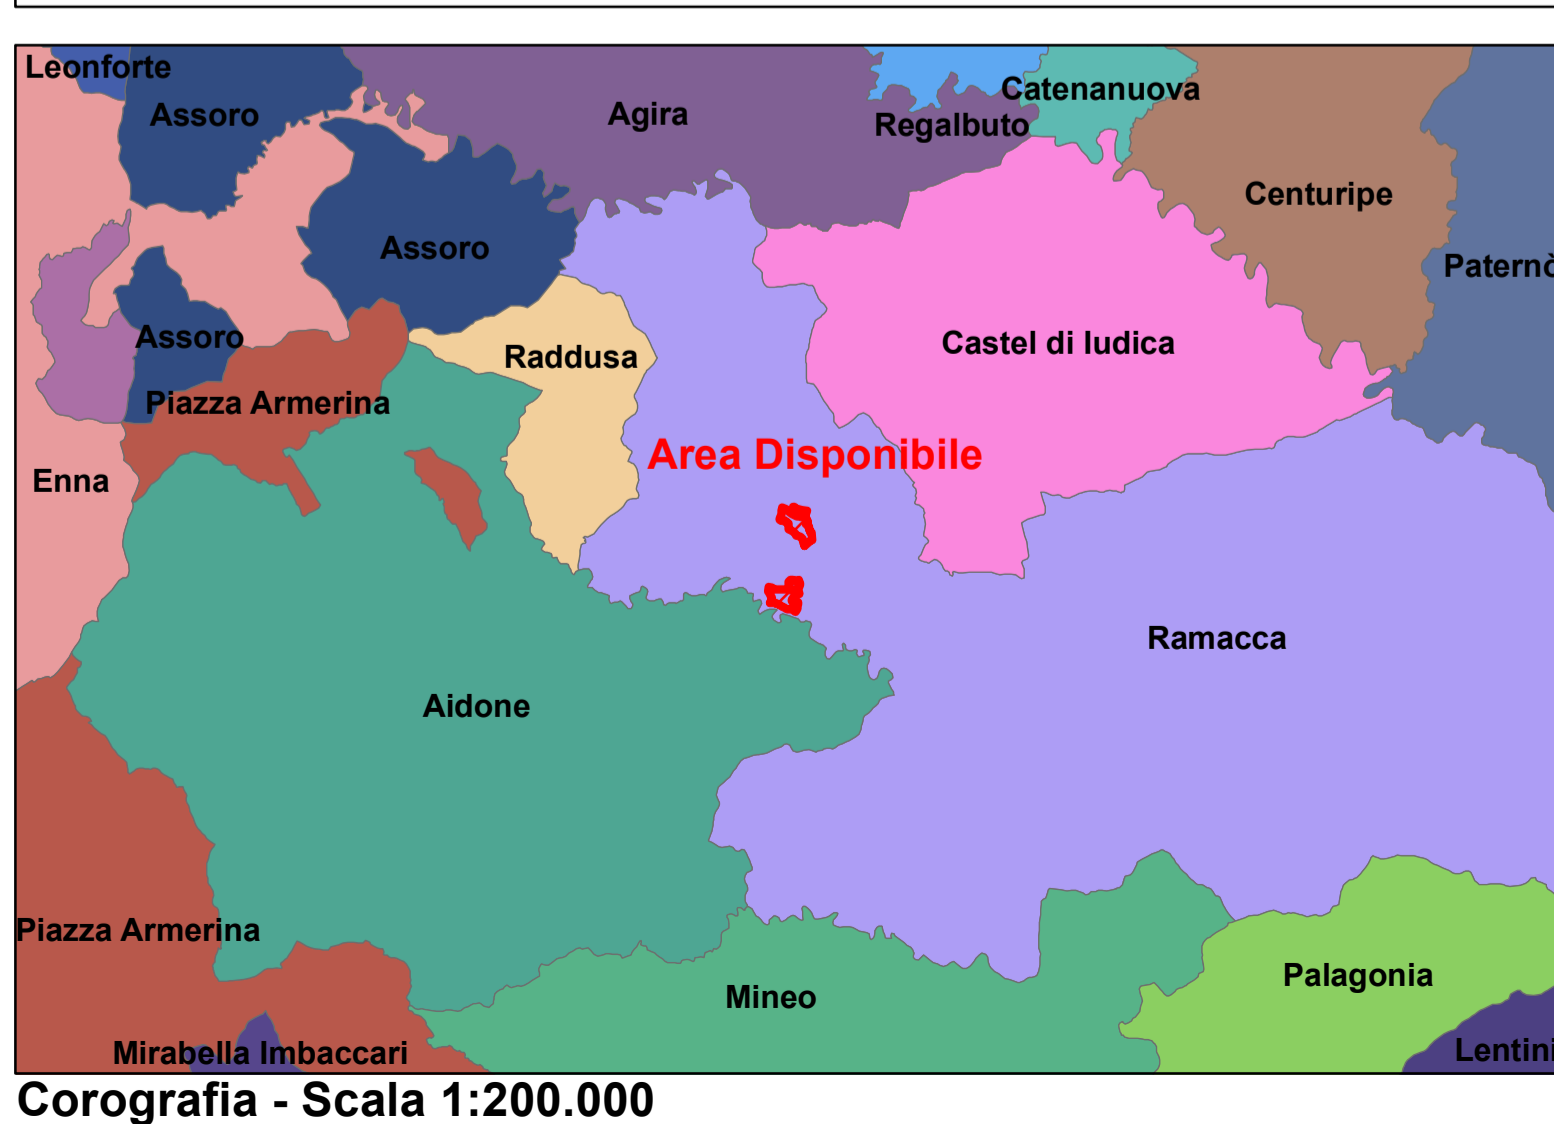 Leonforte
Assoro
Agira
Catenanuova
Regalbuto
Centuripe
Assoro
Paternò
Assoro
Raddusa
Castel di Iudica
Piazza Armerina
Area Disponibile
Enna
Ramacca
Aidone
Piazza Armerina
Palagonia
Mineo
Mirabella Imbaccari
Lentini
Corografia - Scala 1:200.000